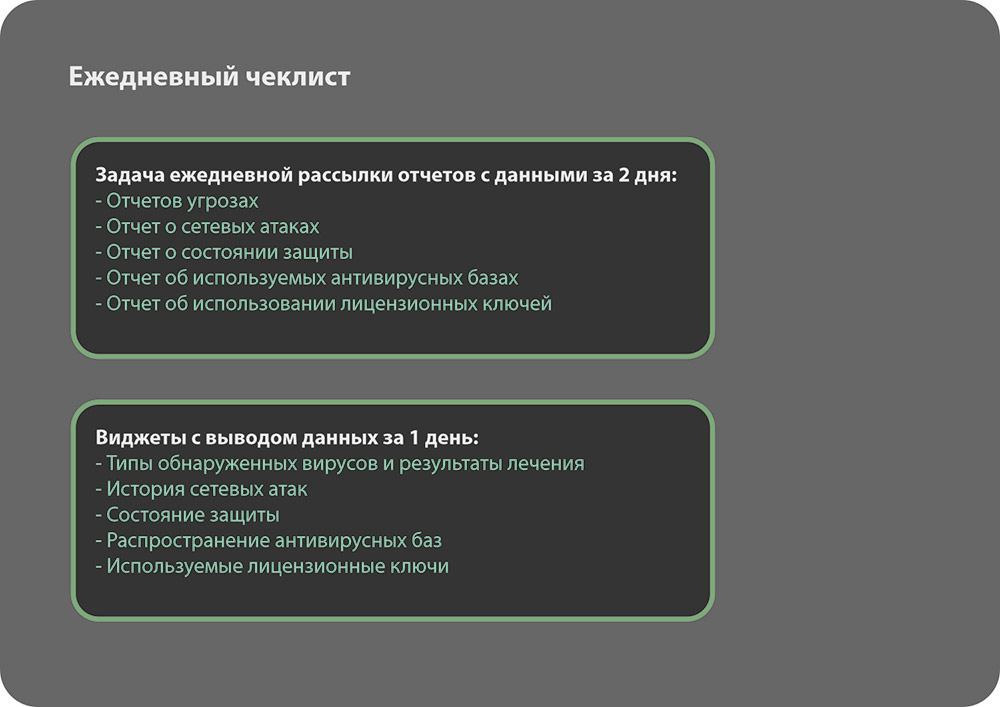 Ежедневный чеклист
Задача ежедневной рассылки отчетов с данными за 2 дня:
- Отчетов угрозах
- Отчет о сетевых атаках
- Отчет о состоянии защиты
- Отчет об используемых антивирусных базах
- Отчет об использовании лицензионных ключей
Виджеты с выводом данных за 1 день:
- Типы обнаруженных вирусов и результаты лечения
- История сетевых атак
- Состояние защиты
- Распространение антивирусных баз
- Используемые лицензионные ключи